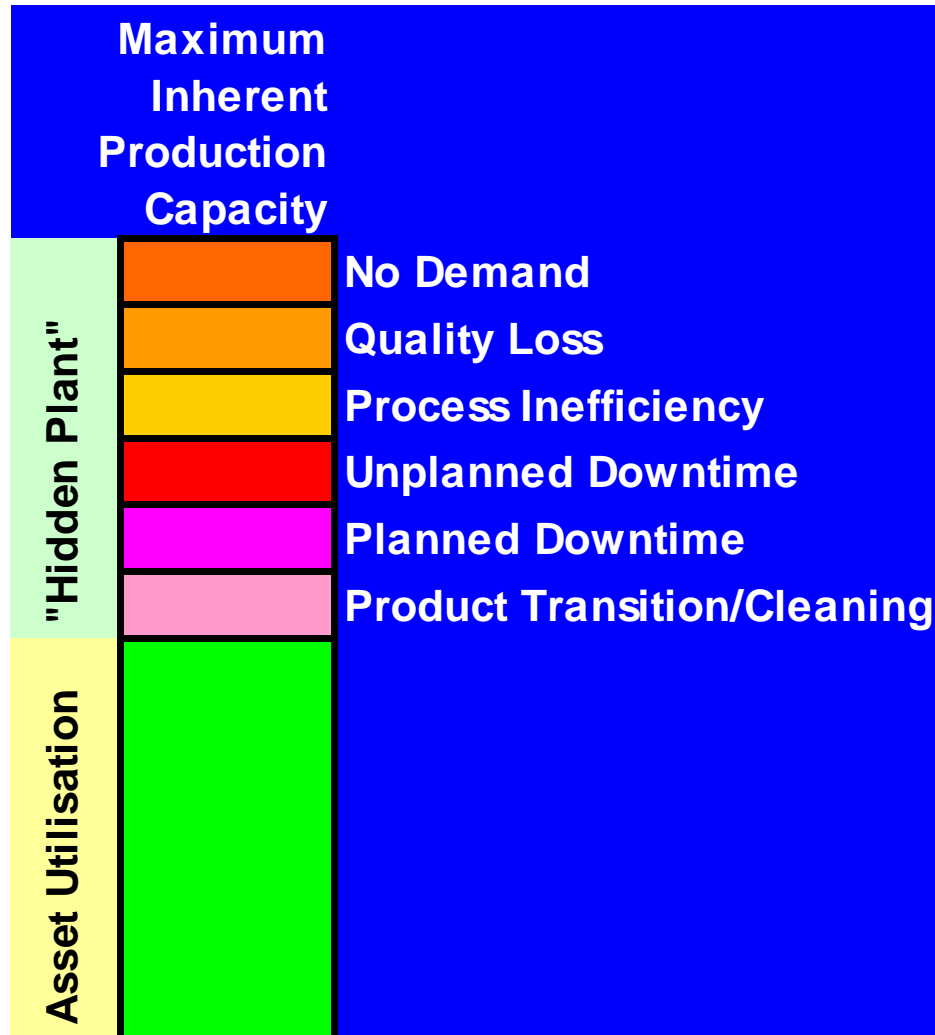 Maximum
Inherent
Production
Capacity
"Hidden Plant"
No Demand
Quality Loss
Process Inefficiency
Unplanned Downtime
Planned Downtime
Product Transition/Cleaning
Asset Utilisation